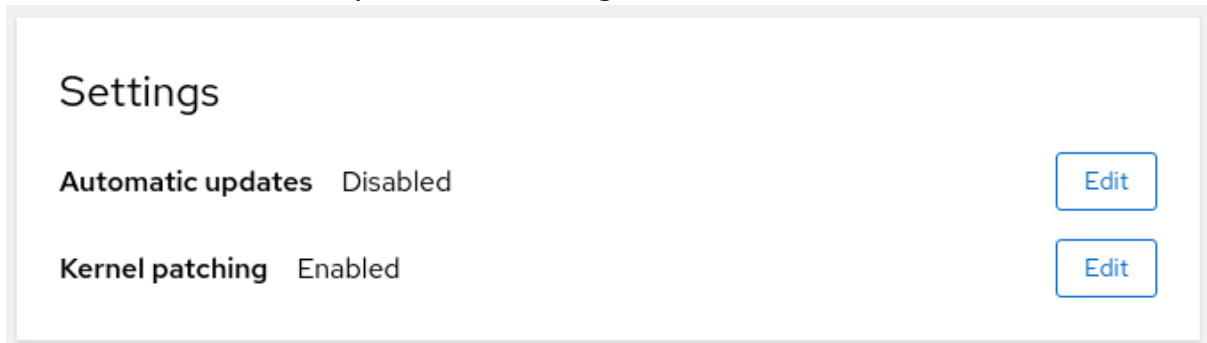 Settings
Automatic updates Disabled Edit
Kernel patching Enabled Edit